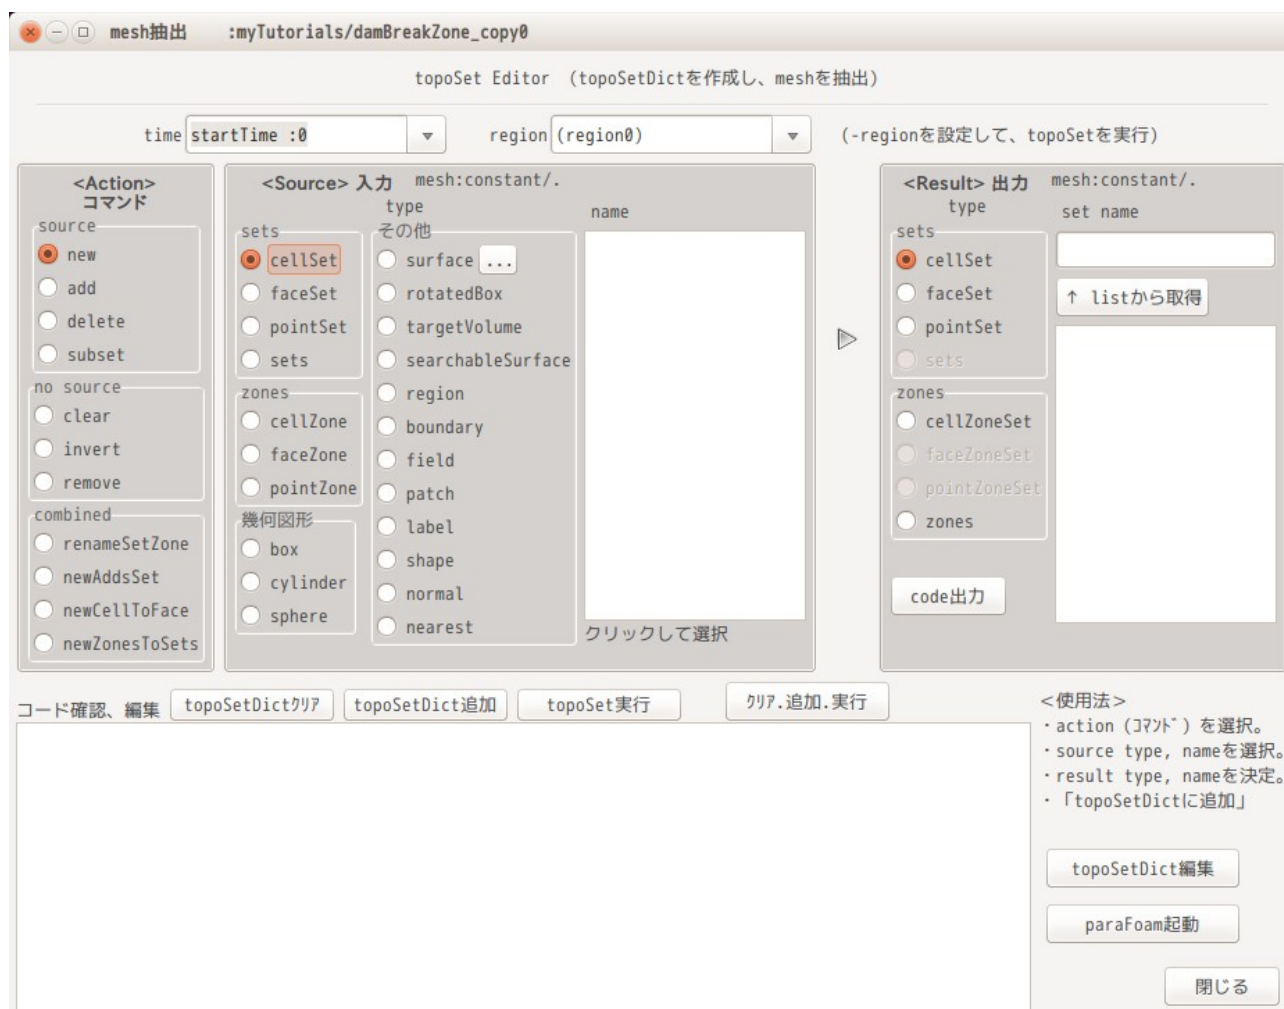 mesh抽出 :myTutorials/damBreakZone_copy0
topoSet Editor (topoSetDictを作成し、meshを抽出)
time startTime :0 region (region0) (-regionを設定して、topoSetを実行)
<Action>
コマンド
source
new
add
delete
subset
no source
clear
invert
remove
combined
renameSetZone
newAddsSet
newCellToFace
newZonesToSets
<Source> 入力 mesh:constant/.
type
name
sets
cellSet
faceSet
pointSet
sets
zones
cellZone
faceZone
pointZone
幾何図形
box
cylinder
sphere
その他
surface ...
rotatedBox
targetVolume
searchableSurface
region
boundary
field
patch
label
shape
normal
nearest
クリックして選択
<Result> 出力 mesh:constant/.
type
set name
sets
cellSet
faceSet
pointSet
sets
zones
cellZoneSet
faceZoneSet
pointZoneSet
zones
code出力
↑ listから取得
コード確認、編集 topoSetDictｸﾘｱ topoSetDict追加 topoSet実行 ｸﾘｱ.追加.実行
<使用法>
・action (ｺﾏﾝﾄﾞ) を選択。
・source type, nameを選択。
・result type, nameを決定。
・「topoSetDictに追加」
topoSetDict編集
paraFoam起動
閉じる